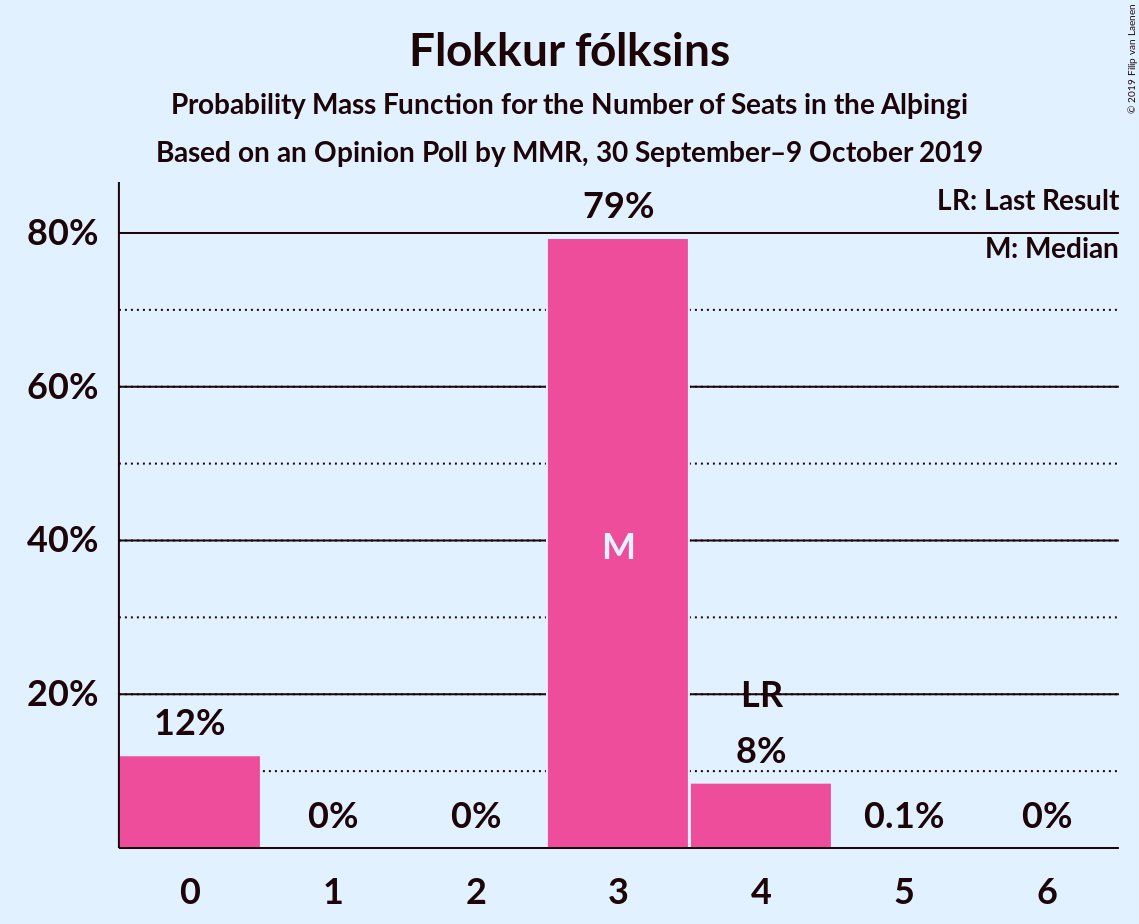 Flokkur fólksins
Probability Mass Function for the Number of Seats in the Alþingi
Based on an Opinion Poll by MMR, 30 September–9 October 2019
© 2019 Filip van Laenen
LR: Last Result
M: Median
79%
80%
60%
40%
M
20%
LR
12%
8%
0%
0%
0.1%
0%
0
1
2
3
4
5
6